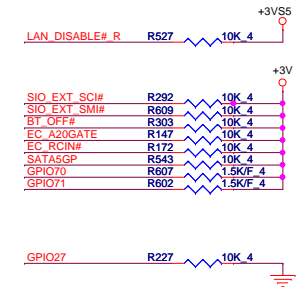 +3VS5
LAN_DISABLE#_R R527 10K_4
+3V
SIO_EXT_SCI# R292 10K_4
SIO_EXT_SMI# R609 10K_4
BT_OFF# R303 10K_4
EC_A20GATE R147 10K_4
EC_RCIN# R172 10K_4
SATA5GP R543 10K_4
GPIO70 R607 1.5K/F_4
GPIO71 R602 1.5K/F_4
GPIO27 R227 10K_4